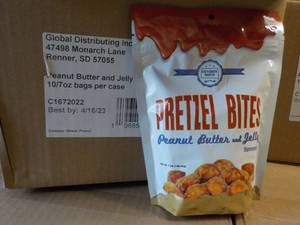 Global Distributing Inc
47498 Monarch Lane
Renner, SD 57055
Peanut Butter and Jelly
10/7oz bags per case
C1672022
Best by: 4/16/23
PRETZEL BITES
Peanut Butter and Jelly